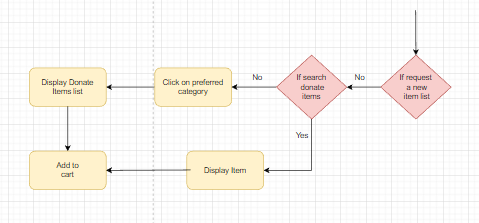 Display Donate
Items list
Click on preferred
category
No
If search
donate
items
No
If request
a new
item list
Yes
Add to
cart
Display Item